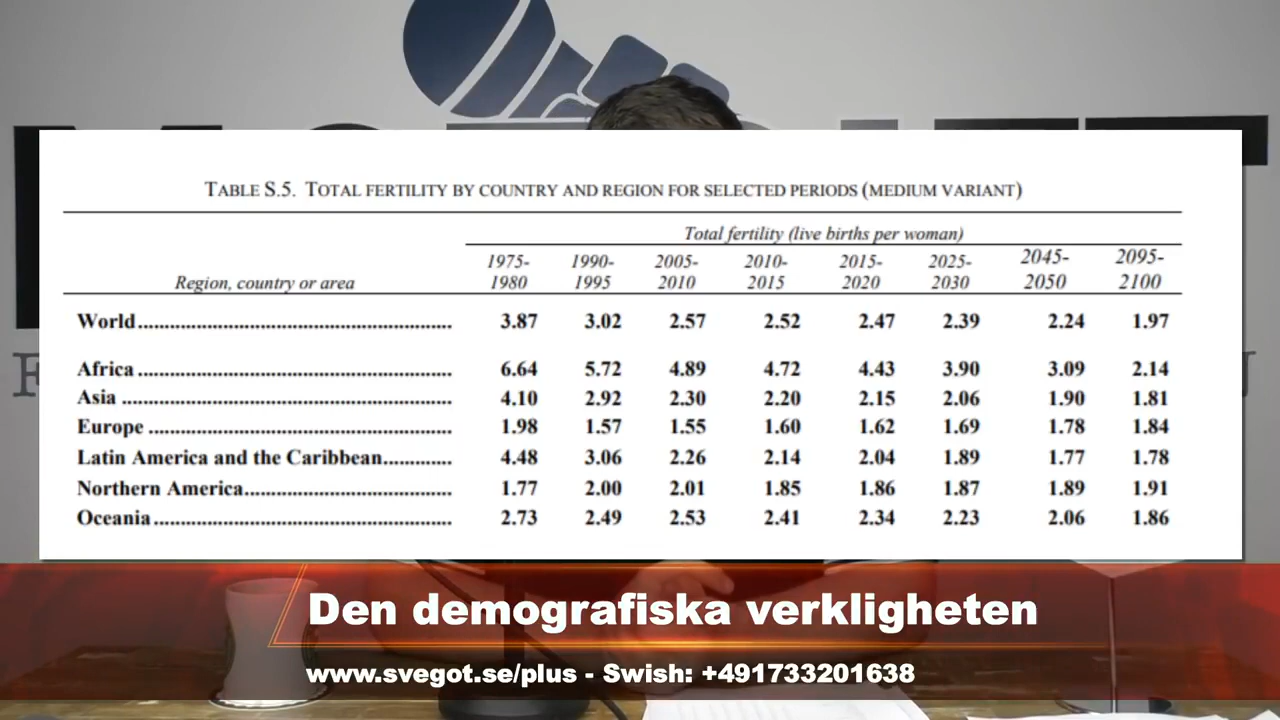 TABLE S.5. TOTAL FERTILITY BY COUNTRY AND REGION FOR SELECTED PERIODS (MEDIUM VARIANT)
Total fertility (live births per woman)
Region, country or area 1975-1980 1990-1995 2005-2010 2010-2015 2015-2020 2025-2030 2045-2050 2095-2100
World 3.87 3.02 2.57 2.52 2.47 2.39 2.24 1.97
Africa 6.64 5.72 4.89 4.72 4.43 3.90 3.09 2.14
Asia 4.10 2.92 2.30 2.20 2.15 2.06 1.90 1.81
Europe 1.98 1.57 1.55 1.60 1.62 1.69 1.78 1.84
Latin America and the Caribbean 4.48 3.06 2.26 2.14 2.04 1.89 1.77 1.78
Northern America 1.77 2.00 2.01 1.85 1.86 1.87 1.89 1.91
Oceania 2.73 2.49 2.53 2.41 2.34 2.23 2.06 1.86
Den demografiska verkligheten
www.svegot.se/plus - Swish: +491733201638